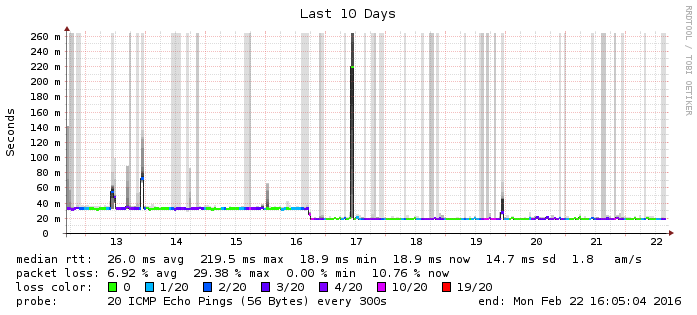 Last 10 Days
RRDTOOL / TOBI OETIKER
Seconds
260 m
240 m
220 m
200 m
180 m
160 m
140 m
120 m
100 m
80 m
60 m
40 m
20 m
0
13 14 15 16 17 18 19 20 21 22
median rtt: 26.0 ms avg 219.5 ms max 18.9 ms min 18.9 ms now 14.7 ms sd 1.8 am/s
packet loss: 6.92 % avg 29.38 % max 0.00 % min 10.76 % now
loss color: 0 1/20 2/20 3/20 4/20 10/20 19/20
probe: 20 ICMP Echo Pings (56 Bytes) every 300s end: Mon Feb 22 16:05:04 2016